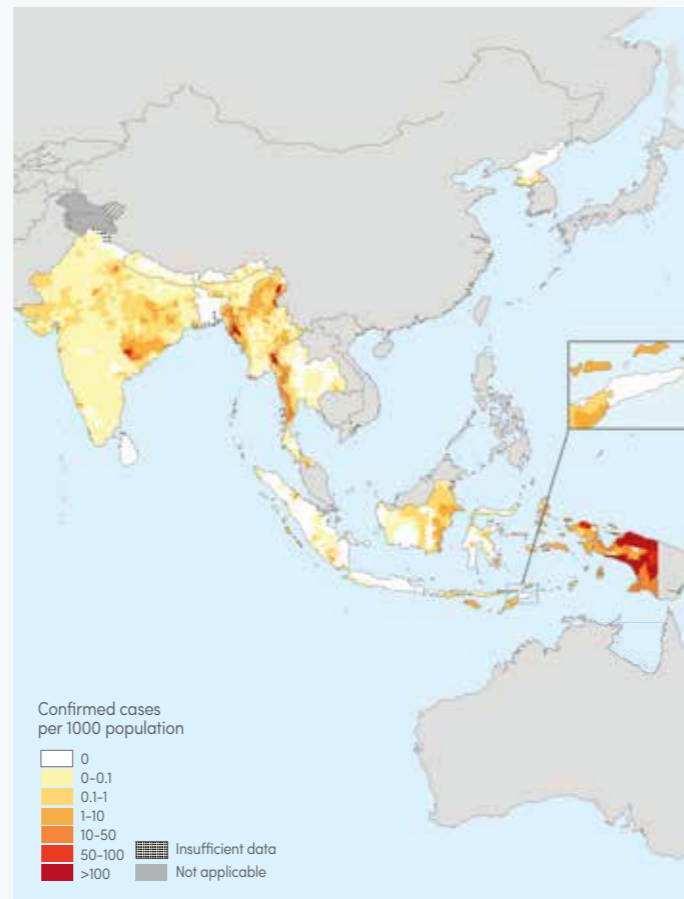 Confirmed cases
per 1000 population
0
0–0.1
0.1–1
1–10
10–50
50–100
>100
Insufficient data
Not applicable